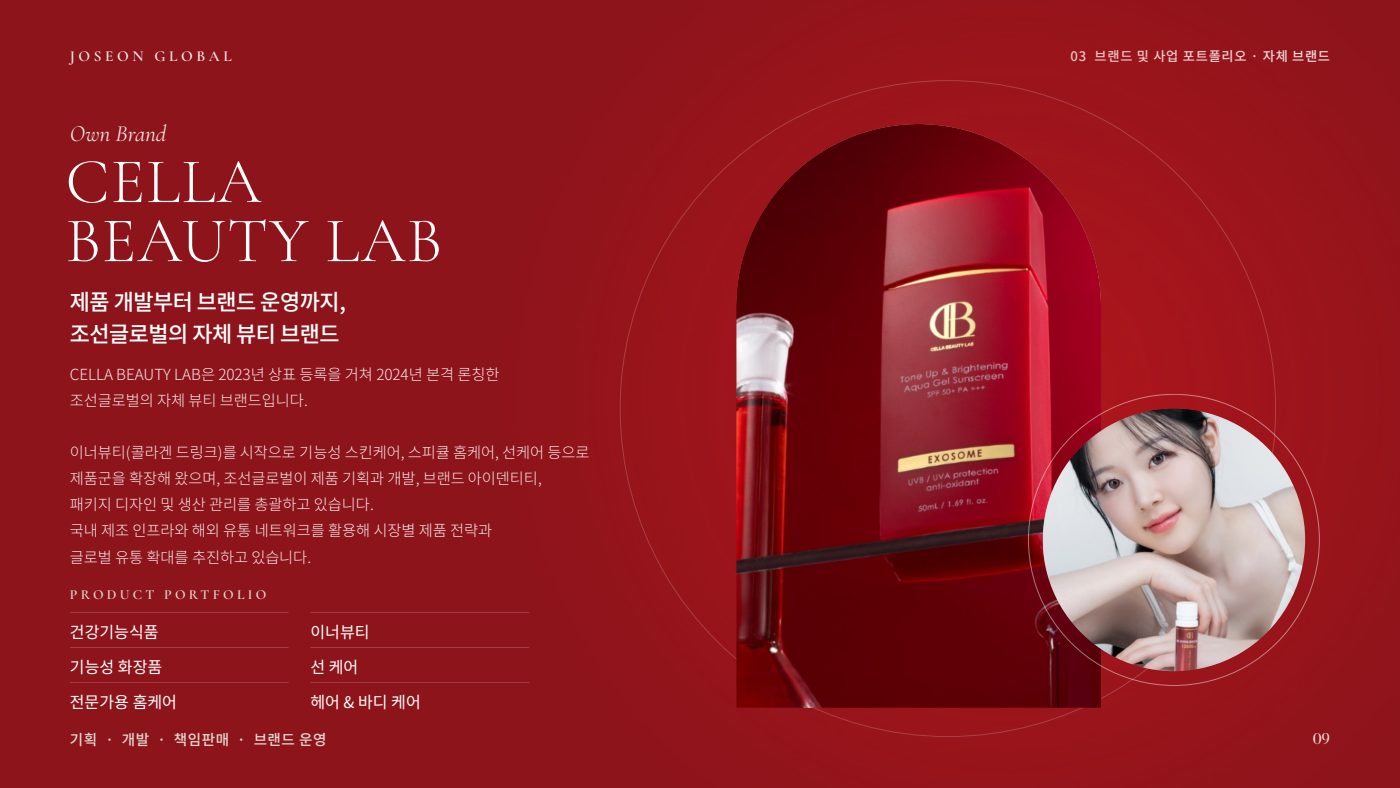 JOSEON GLOBAL
03 브랜드 및 사업 포트폴리오 · 자체 브랜드
Own Brand
CELLA
BEAUTY LAB
제품 개발부터 브랜드 운영까지,
조선글로벌의 자체 뷰티 브랜드
CELLA BEAUTY LAB은 2023년 상표 등록을 거쳐 2024년 본격 론칭한
조선글로벌의 자체 뷰티 브랜드입니다.
이너뷰티(콜라겐 드링크)를 시작으로 기능성 스킨케어, 스피큘 홈케어, 선케어 등으로
제품군을 확장해 왔으며, 조선글로벌이 제품 기획과 개발, 브랜드 아이덴티티,
패키지 디자인 및 생산 관리를 총괄하고 있습니다.
국내 제조 인프라와 해외 유통 네트워크를 활용해 시장별 제품 전략과
글로벌 유통 확대를 추진하고 있습니다.
PRODUCT PORTFOLIO
건강기능식품
이너뷰티
기능성 화장품
선 케어
전문가용 홈케어
헤어 & 바디 케어
기획 · 개발 · 책임판매 · 브랜드 운영
CELLA BEAUTY LAB
Tone Up & Brightening
Aqua Gel Sunscreen
SPF 50+ PA +++
EXOSOME
UVB / UVA protection
anti-oxidant
50mL / 1.69 fl. oz.
09